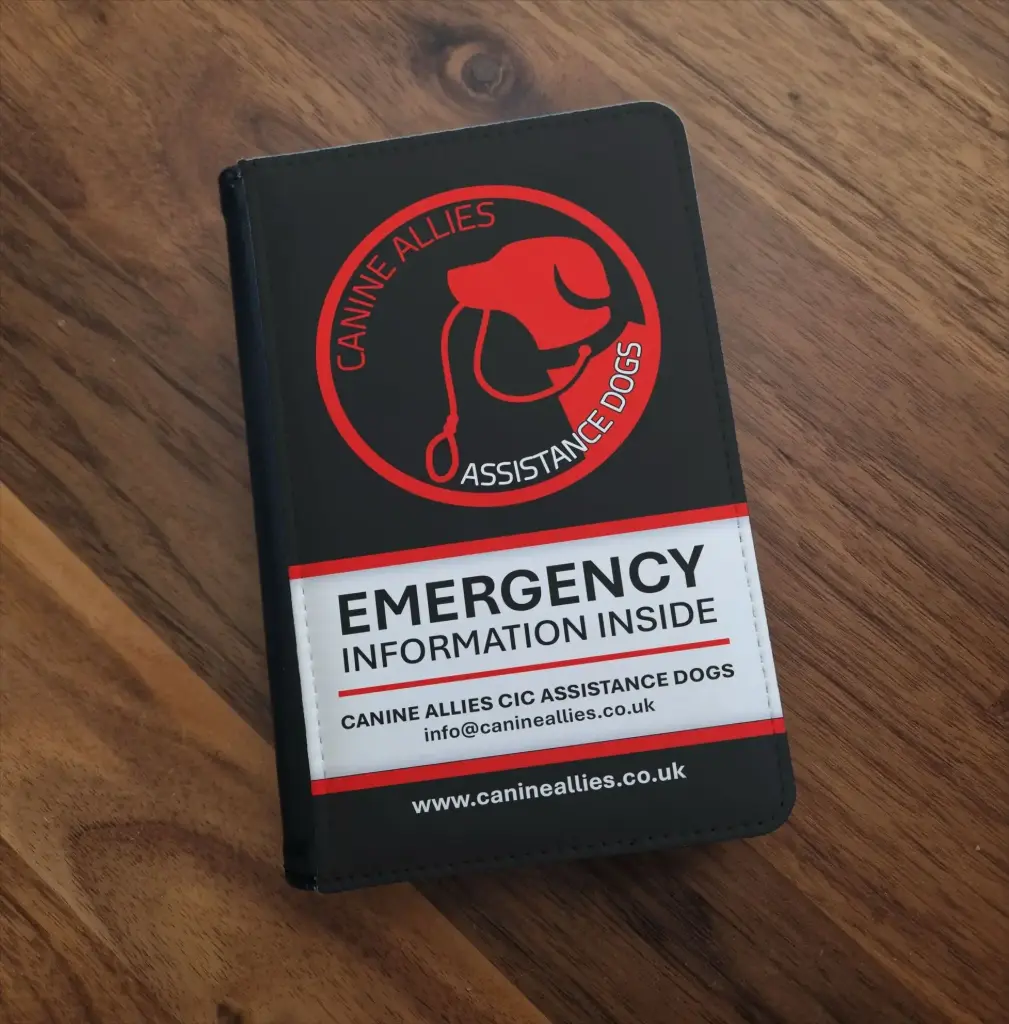 CANINE ALLIES
ASSISTANCE DOGS
EMERGENCY
INFORMATION INSIDE
CANINE ALLIES CIC ASSISTANCE DOGS
info@canineallies.co.uk
www.canineallies.co.uk